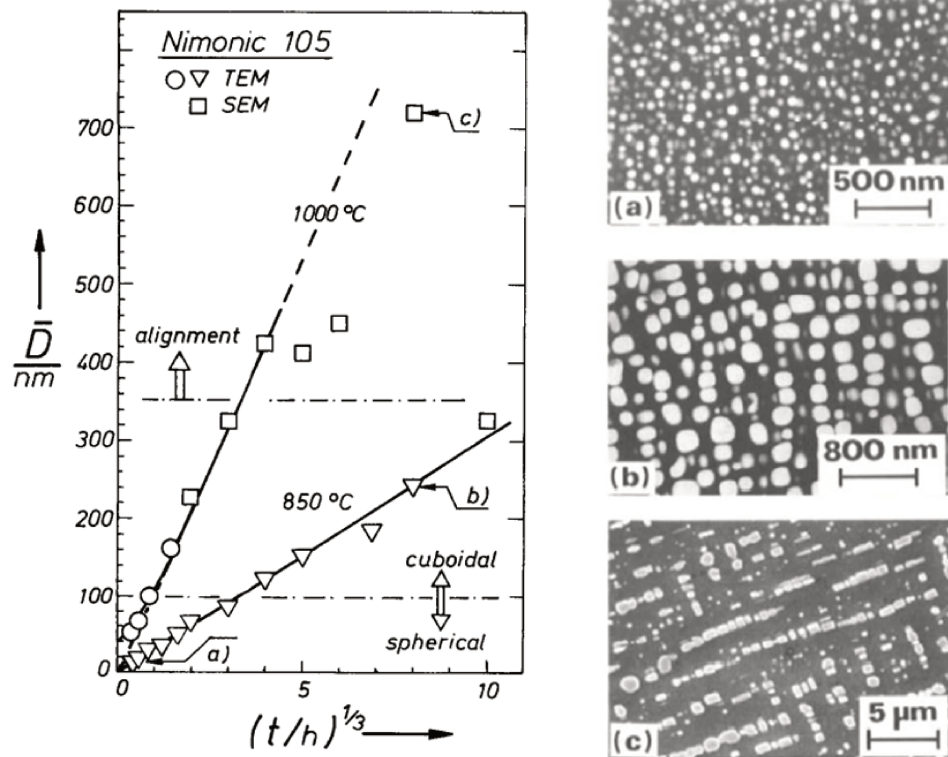 Nimonic 105
TEM
SEM
700
600
500
400
300
200
100
0
D̄
nm
alignment
1000 °C
850 °C
a)
b)
c)
cuboidal
spherical
0
5
10
(t/h)^1/3
(a)
500 nm
(b)
800 nm
(c)
5 µm